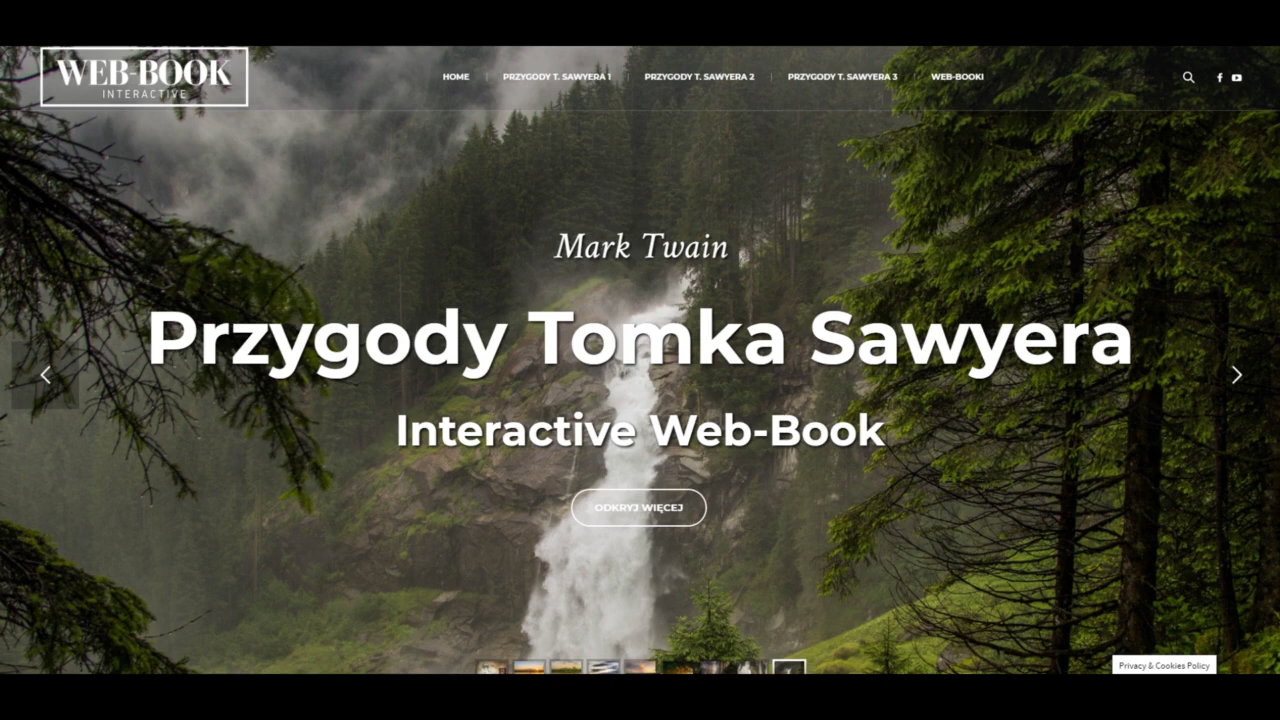 WEB-BOOK
INTERACTIVE
HOME
PRZYGODY T. SAWYERA 1
PRZYGODY T. SAWYERA 2
PRZYGODY T. SAWYERA 3
WEB-BOOKI
Mark Twain
Przygody Tomka Sawyera
Interactive Web-Book
ODKRYJ WIĘCEJ
Privacy & Cookies Policy